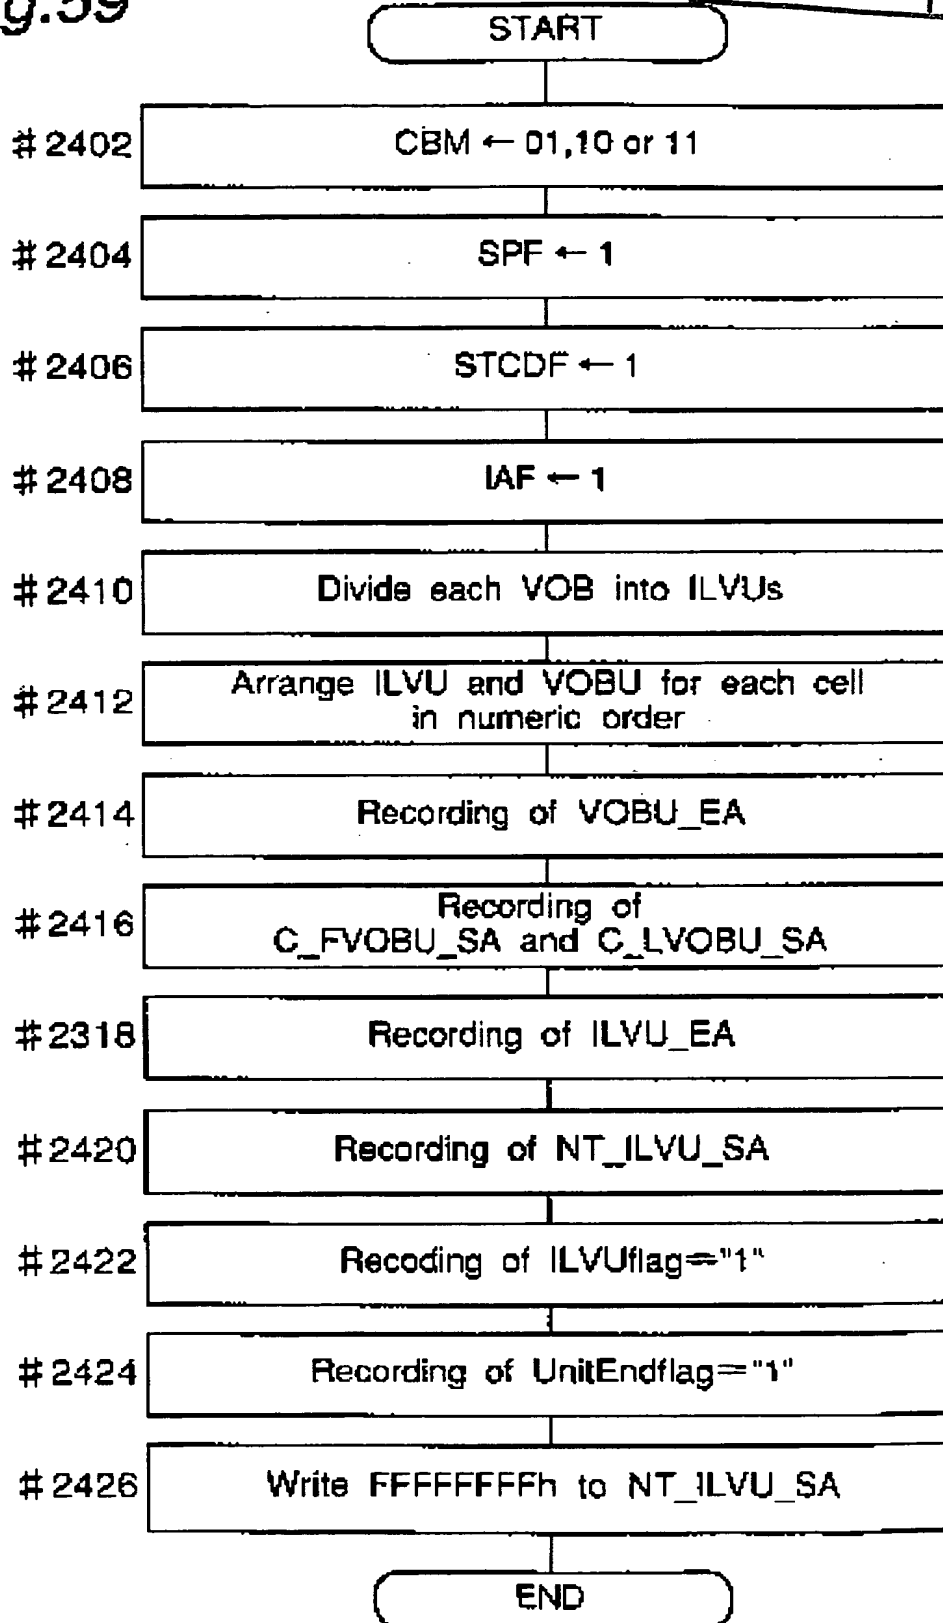 g.59
START
#2402 CBM ← 01,10 or 11
#2404 SPF ← 1
#2406 STCDF ← 1
#2408 IAF ← 1
#2410 Divide each VOB into ILVUs
#2412 Arrange ILVU and VOBU for each cell
in numeric order
#2414 Recording of VOBU_EA
#2416 Recording of
C_FVOBU_SA and C_LVOBU_SA
#2318 Recording of ILVU_EA
#2420 Recording of NT_ILVU_SA
#2422 Recoding of ILVUflag="1"
#2424 Recording of UnitEndflag="1"
#2426 Write FFFFFFFFh to NT_ILVU_SA
END